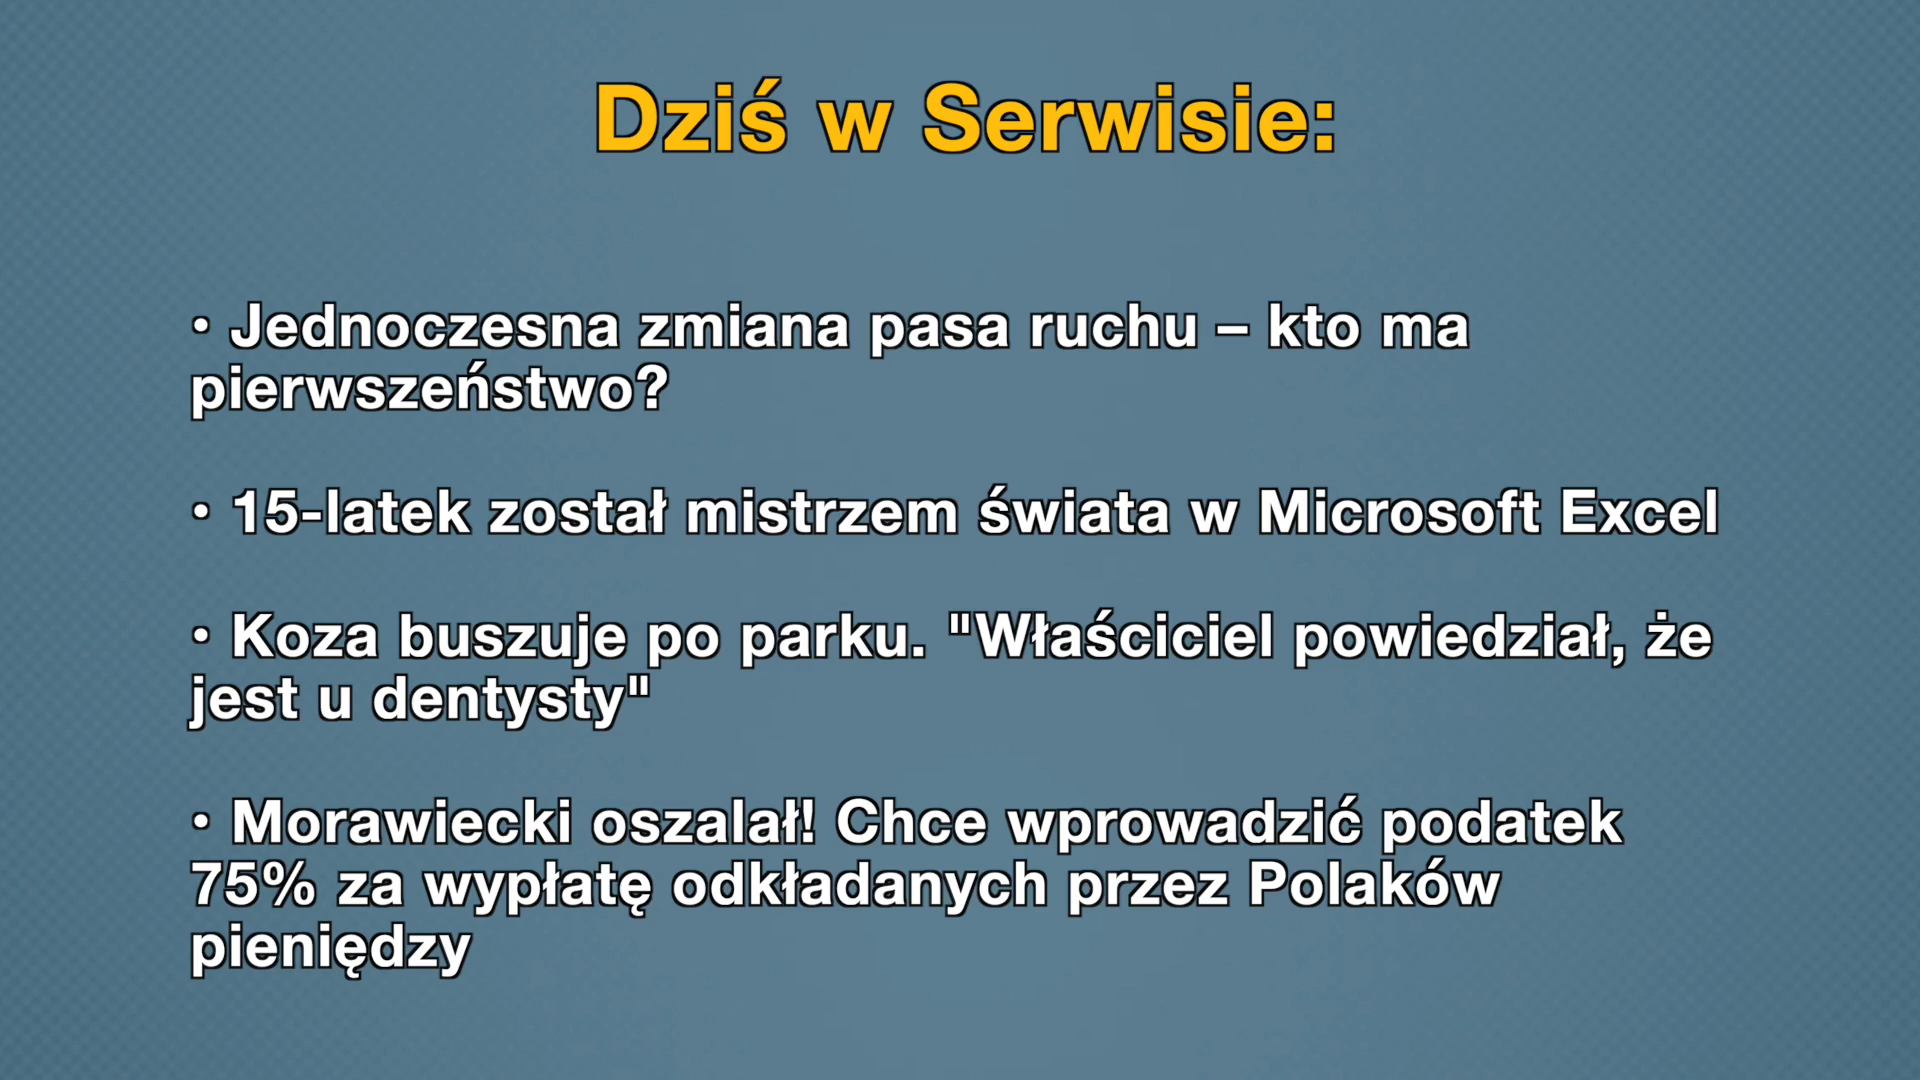 Dziś w Serwisie:
• Jednoczesna zmiana pasa ruchu – kto ma
pierwszeństwo?
• 15-latek został mistrzem świata w Microsoft Excel
• Koza buszuje po parku. "Właściciel powiedział, że
jest u dentysty"
• Morawiecki oszalał! Chce wprowadzić podatek
75% za wypłatę odkładanych przez Polaków
pieniędzy